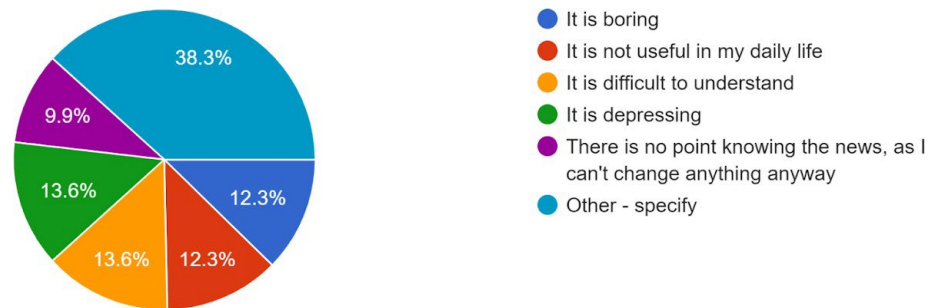 38.3%
9.9%
13.6%
13.6%
12.3%
12.3%
It is boring
It is not useful in my daily life
It is difficult to understand
It is depressing
There is no point knowing the news, as I
can't change anything anyway
Other - specify